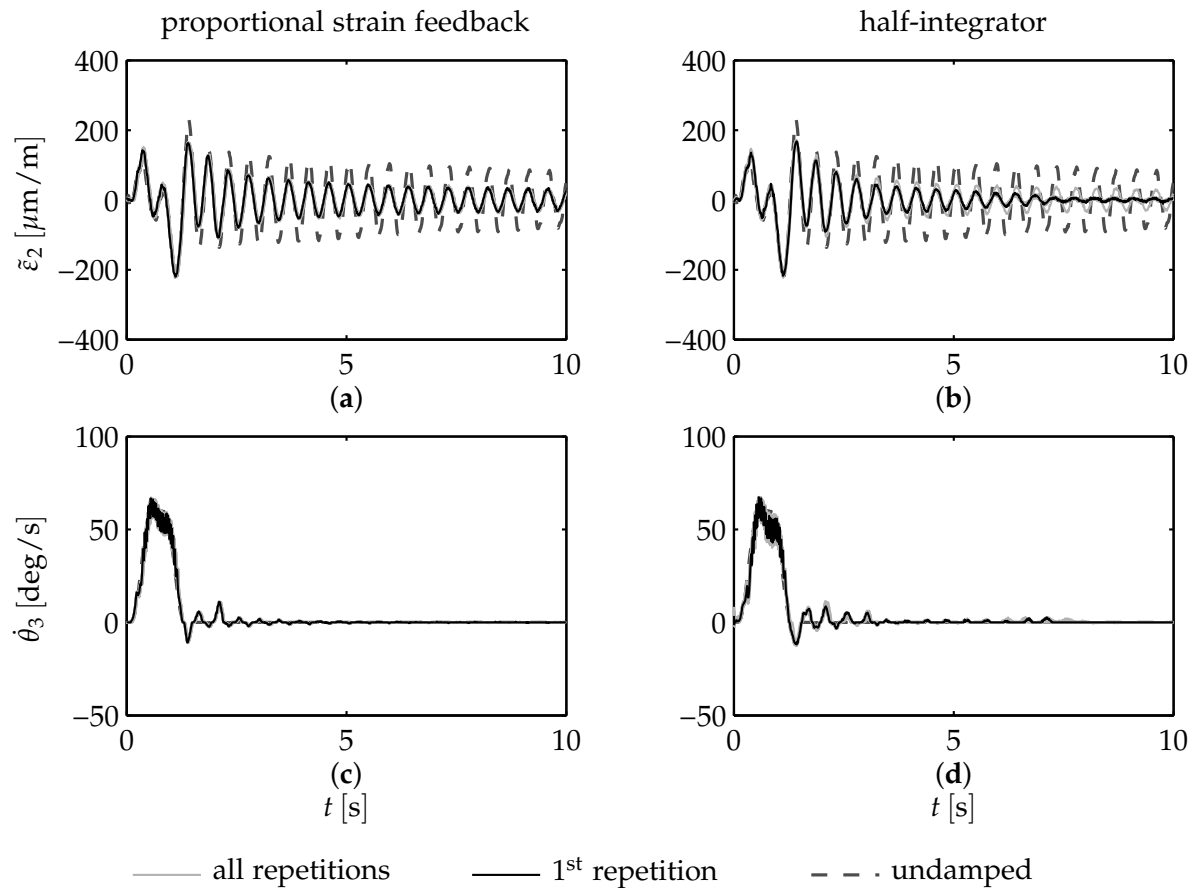 proportional strain feedback
half-integrator
400
200
0
−200
−400
ε̃₂ [μm/m]
0
5
10
(a)
400
200
0
−200
−400
0
5
10
(b)
100
50
0
−50
θ̇₃ [deg/s]
0
5
10
(c)
t [s]
100
50
0
−50
0
5
10
(d)
t [s]
all repetitions
1st repetition
undamped